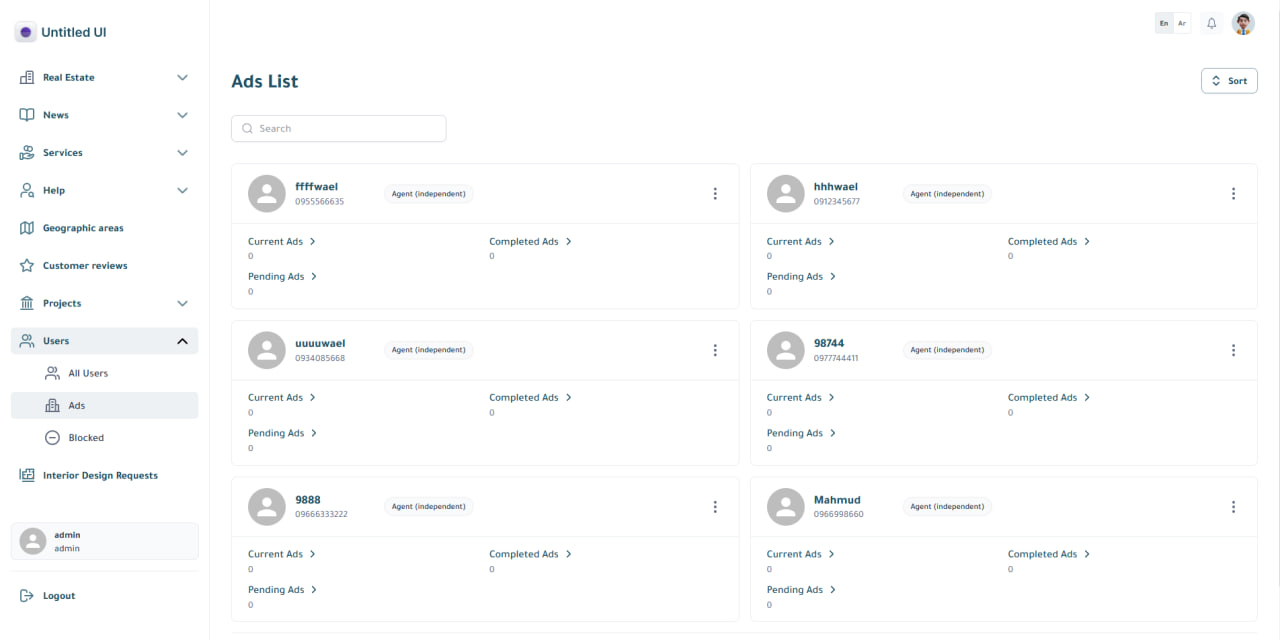 Untitled UI
Real Estate
News
Services
Help
Geographic areas
Customer reviews
Projects
Users
All Users
Ads
Blocked
Interior Design Requests
admin
admin
Logout
En Ar
Ads List
Sort
Search
ffffwael
0955566635
Agent (independent)
Current Ads
0
Completed Ads
0
Pending Ads
0
hhhwael
0912345677
Agent (independent)
Current Ads
0
Completed Ads
0
Pending Ads
0
uuuuwael
0934085668
Agent (independent)
Current Ads
0
Completed Ads
0
Pending Ads
0
98744
0977744411
Agent (independent)
Current Ads
0
Completed Ads
0
Pending Ads
0
9888
09666333222
Agent (independent)
Current Ads
0
Completed Ads
0
Pending Ads
0
Mahmud
0966998660
Agent (independent)
Current Ads
0
Completed Ads
0
Pending Ads
0